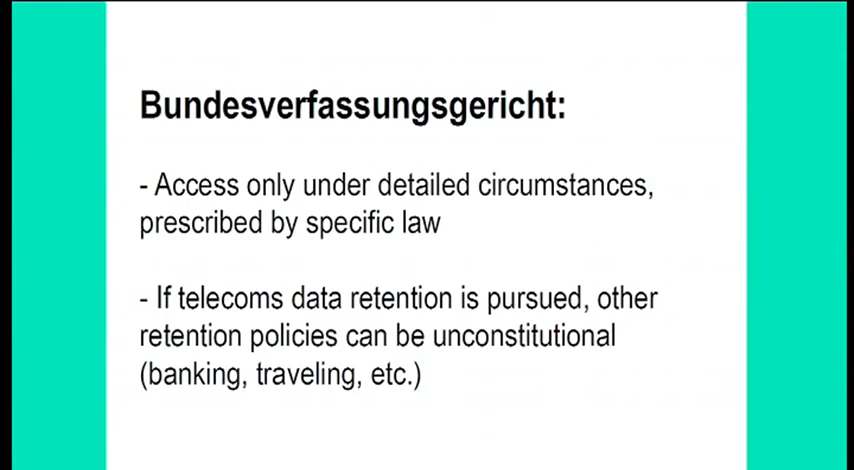 Bundesverfassungsgericht:
- Access only under detailed circumstances,
prescribed by specific law
- If telecoms data retention is pursued, other
retention policies can be unconstitutional
(banking, traveling, etc.)